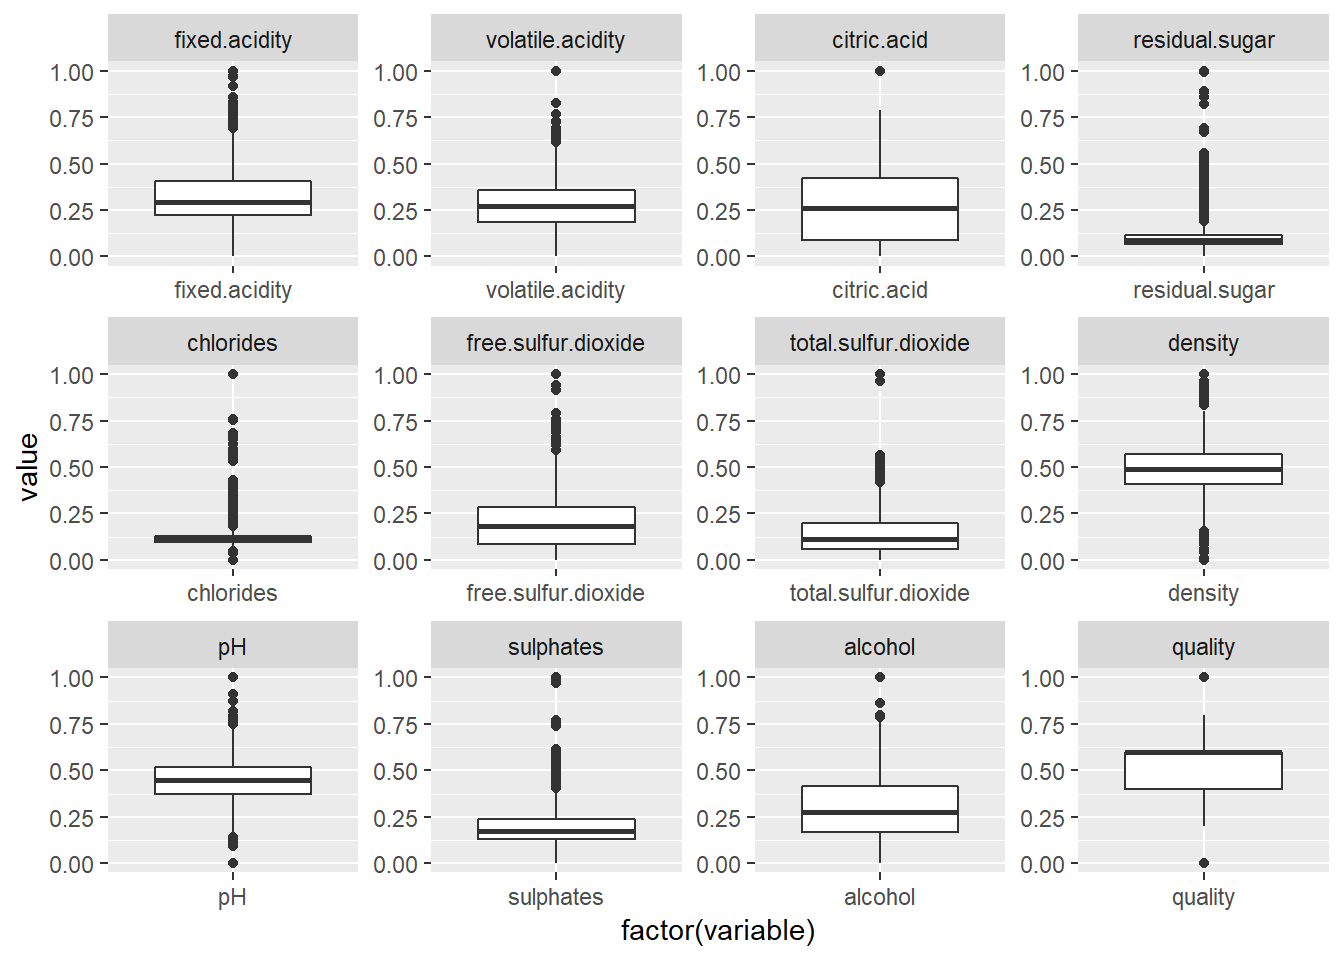 fixed.acidity volatile.acidity citric.acid residual.sugar
1.00 1.00 1.00 1.00
0.75 0.75 0.75 0.75
0.50 0.50 0.50 0.50
0.25 0.25 0.25 0.25
0.00 0.00 0.00 0.00
fixed.acidity volatile.acidity citric.acid residual.sugar
chlorides free.sulfur.dioxide total.sulfur.dioxide density
1.00 1.00 1.00 1.00
0.75 0.75 0.75 0.75
value
0.50 0.50 0.50 0.50
0.25 0.25 0.25 0.25
0.00 0.00 0.00 0.00
chlorides free.sulfur.dioxide total.sulfur.dioxide density
pH sulphates alcohol quality
1.00 1.00 1.00 1.00
0.75 0.75 0.75 0.75
0.50 0.50 0.50 0.50
0.25 0.25 0.25 0.25
0.00 0.00 0.00 0.00
pH sulphates alcohol quality
factor(variable)